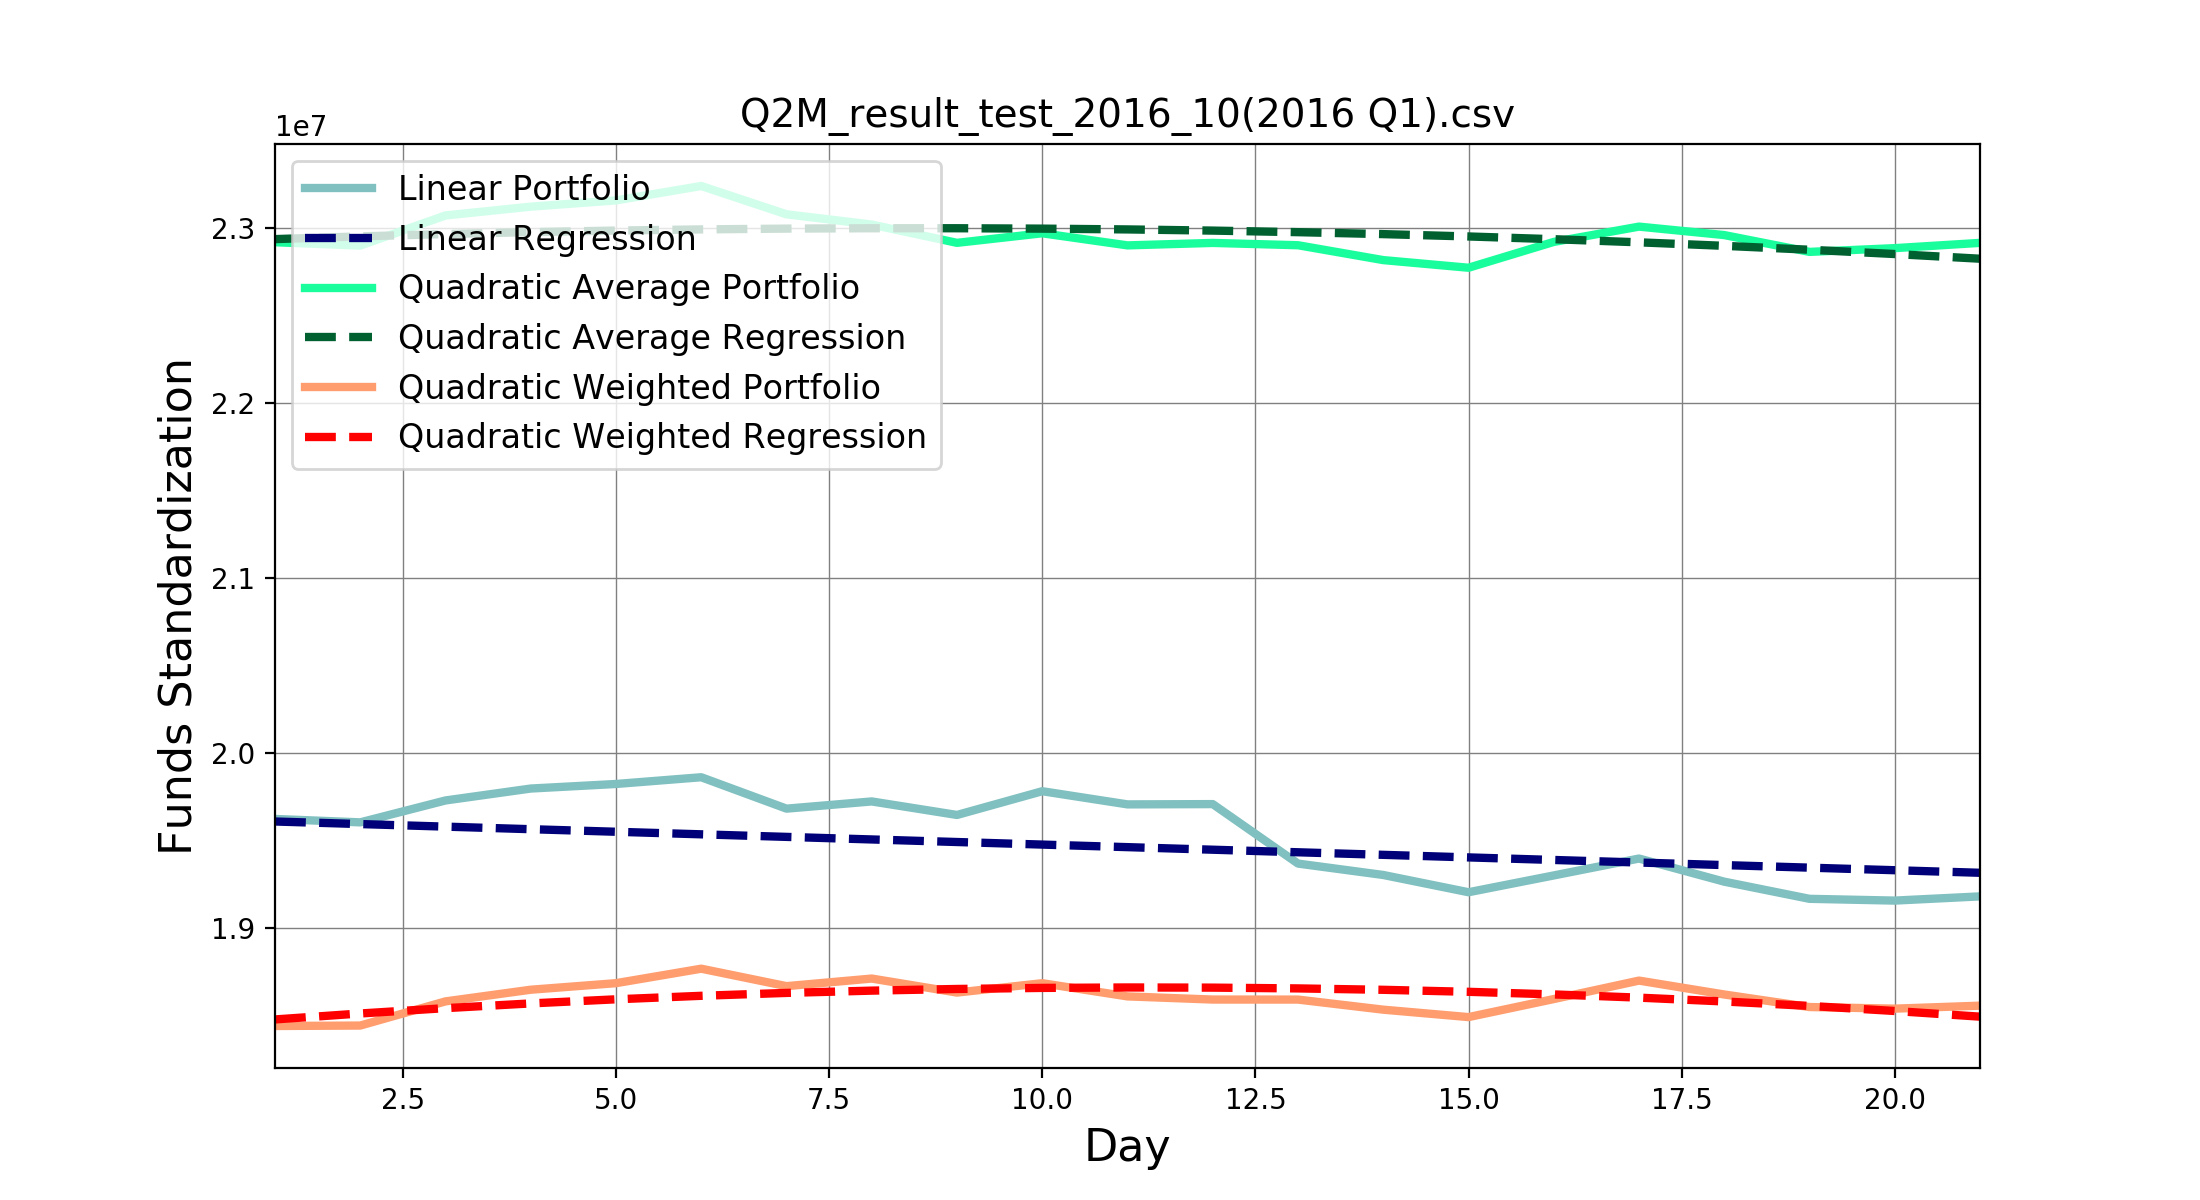 Q2M_result_test_2016_10(2016 Q1).csv
1e7
Linear Portfolio
Linear Regression
Quadratic Average Portfolio
Quadratic Average Regression
Quadratic Weighted Portfolio
Quadratic Weighted Regression
2.3
2.2
2.1
2.0
1.9
Funds Standardization
2.5 5.0 7.5 10.0 12.5 15.0 17.5 20.0
Day